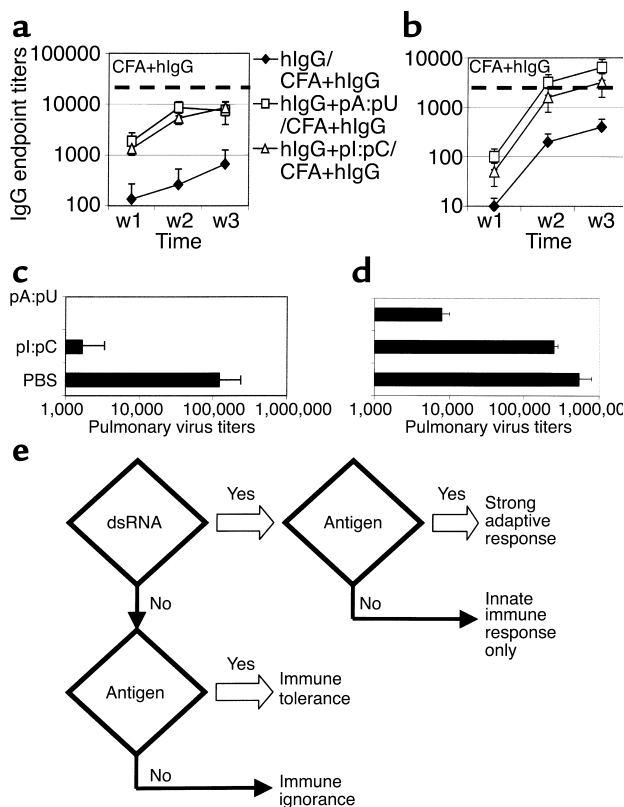 a
IgG endpoint titers
100000
10000
1000
100
CFA+hIgG
w1 w2 w3
Time
hIgG/
CFA+hIgG
hIgG+pA:pU
/CFA+hIgG
hIgG+pI:pC/
CFA+hIgG
b
10000
1000
100
10
CFA+hIgG
w1 w2 w3
Time
c
pA:pU
pI:pC
PBS
1,000 10,000 100,000 1,000,000
Pulmonary virus titers
d
1,000 10,000 100,000 1,000,000
Pulmonary virus titers
e
dsRNA
Yes
Antigen
Yes
Strong
adaptive
response
No
Innate
immune
response
only
No
Antigen
Yes
Immune
tolerance
No
Immune
ignorance